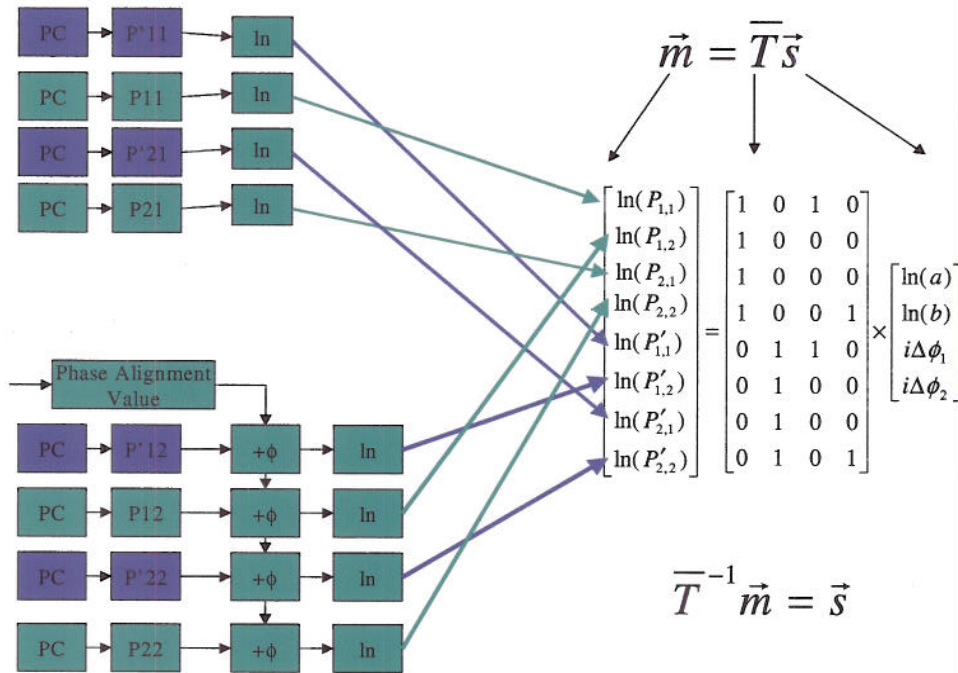 PC P'11 ln
PC P11 ln
PC P'21 ln
PC P21 ln
Phase Alignment
Value
PC P'12 +ϕ ln
PC P12 +ϕ ln
PC P'22 +ϕ ln
PC P22 +ϕ ln
m⃗ = T̅ s⃗
ln(P₁,₁) 1 0 1 0
ln(P₁,₂) 1 0 0 0
ln(P₂,₁) 1 0 0 0 ln(a)
ln(P₂,₂) 1 0 0 1 ln(b)
ln(P′₁,₁) = 0 1 1 0 × iΔϕ₁
ln(P′₁,₂) 0 1 0 0 iΔϕ₂
ln(P′₂,₁) 0 1 0 0
ln(P′₂,₂) 0 1 0 1
T̅⁻¹ m⃗ = s⃗